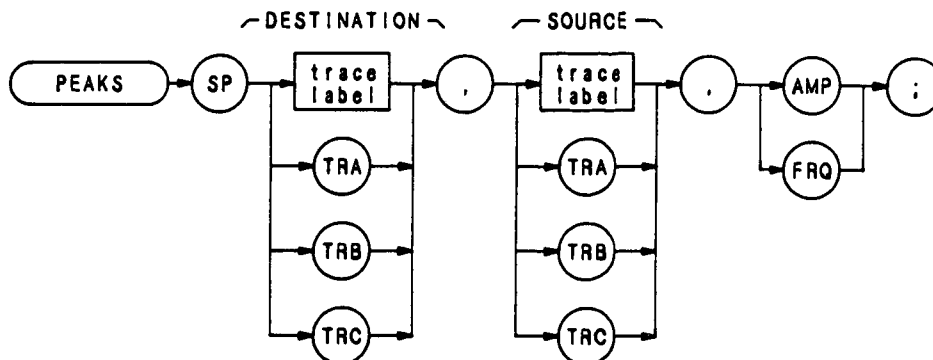 DESTINATION SOURCE
PEAKS SP trace label , trace label , AMP ;
TRA TRA FRQ
TRB TRB
TRC TRC